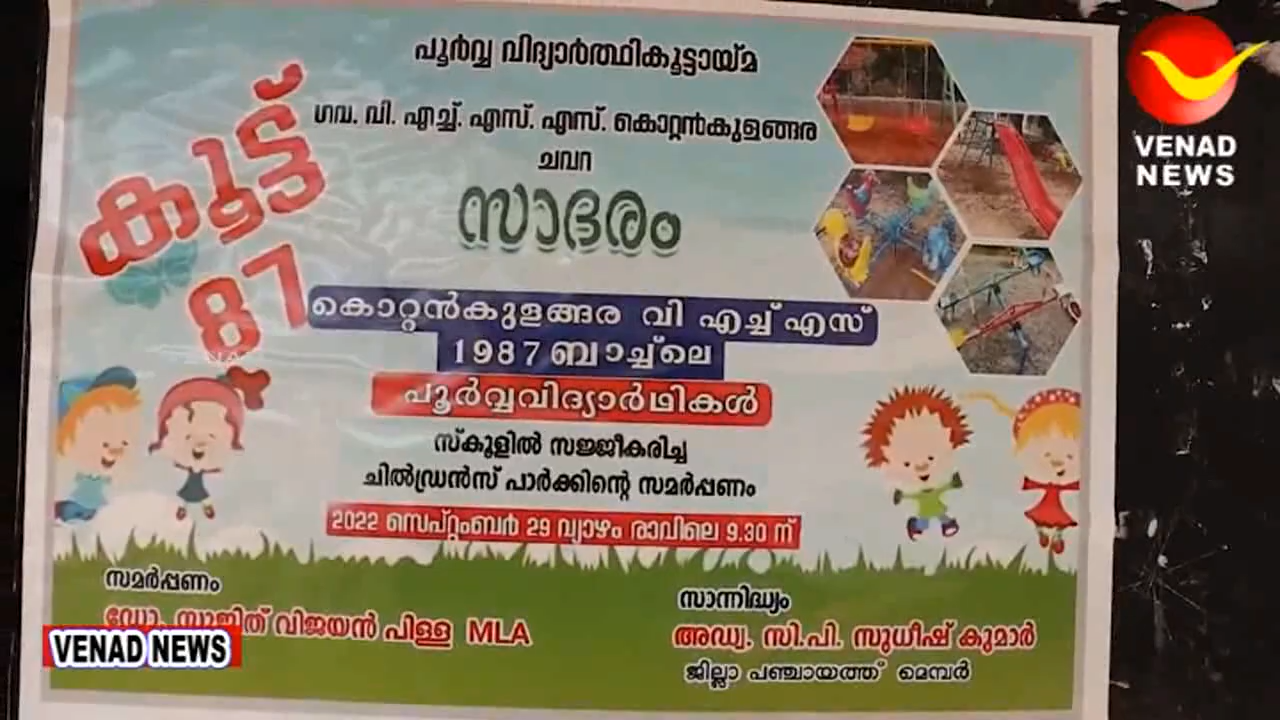 പൂർവ്വ വിദ്യാർത്ഥികൂട്ടായ്മ
ഗവ. വി. എച്ച്. എസ്. എസ്. കൊറ്റൻകുളങ്ങര
ചവറ
കൂട്ട്
87
സാദരം
കൊറ്റൻകുളങ്ങര വി എച്ച് എസ്
1987 ബാച്ച്ലെ
പൂർവ്വവിദ്യാർഥികൾ
സ്കൂളിൽ സജ്ജീകരിച്ച
ചിൽഡ്രൻസ് പാർക്കിന്റെ സമർപ്പണം
2022 സെപ്റ്റംബർ 29 വ്യാഴം രാവിലെ 9.30 ന്
സമർപ്പണം
ഡോ. സുജിത് വിജയൻ പിള്ള MLA
സാന്നിദ്ധ്യം
അഡ്വ. സി.പി. സുധീഷ് കുമാർ
ജില്ലാ പഞ്ചായത്ത് മെമ്പർ
VENAD
NEWS
VENAD NEWS